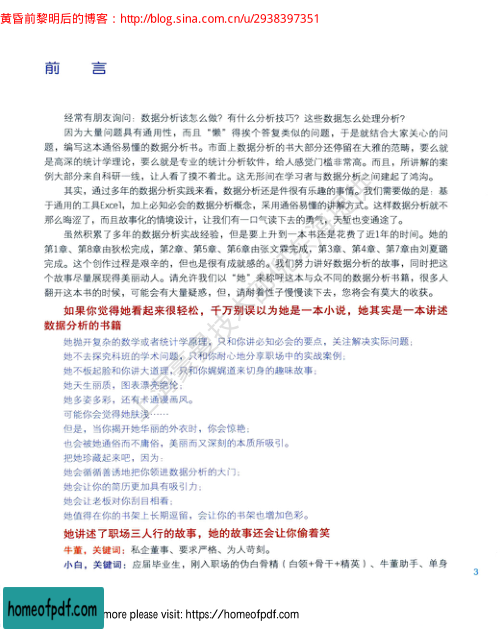 黄昏前黎明后的博客：http://blog.sina.com.cn/u/2938397351
前 言
经常有朋友询问：数据分析该怎么做？有什么分析技巧？这些数据怎么处理分析？
因为大量问题具有通用性，而且“懒”得挨个答复类似的问题，于是就结合大家关心的问
题，编写这本通俗易懂的数据分析书。市面上数据分析的书大部分还停留在大雅的范畴，要么就
是高深的统计学理论，要么就是专业的统计分析软件，给人感觉门槛非常高。而且，所讲解的案
例大部分来自科研一线，让人看了摸不着北。这无形间在学习者与数据分析之间建起了鸿沟。
其实，通过多年的数据分析实践来看，数据分析还是件很有乐趣的事情。我们需要做的是：基
于通用的工具Excel，加上必知必会的数据分析概念，采用通俗易懂的讲解方式。这样数据分析就不
那么晦涩了，而且故事化的情境设计，让我们有一口气读下去的勇气，天堑也变通途了。
虽然积累了多年的数据分析实战经验，但是要上升到一本书还是花费了近1年的时间。她的
第1章、第8章由狄松完成，第2章、第5章、第6章由张文霖完成，第3章、第4章、第7章由刘夏璐
完成。这个创作过程是艰辛的，但也是很有成就感的。我们努力讲好数据分析的故事，同时把这
个故事尽量展现得美丽动人。请允许我们以“她”来称呼这本与众不同的数据分析书籍，很多人
翻开这本书的时候，可能会有大量疑惑，但，请耐着性子慢慢读下去，您将会有莫大的收获。
如果你觉得她看起来很轻松，千万别误以为她是一本小说，她其实是一本讲述
数据分析的书籍
她抛开复杂的数学或者统计学原理，只和你讲必知必会的要点，关注解决实际问题；
她不去探究科班的学术问题，只和你耐心地分享职场中的实战案例；
她不板起脸和你讲大道理，只和你娓娓道来切身的趣味故事；
她天生丽质，图表漂亮绝伦；
她多姿多彩，还有卡通漫画风。
可能你会觉得她肤浅……
但是，当你揭开她华丽的外衣时，你会惊艳；
也会被她通俗而不庸俗，美丽而又深刻的本质所吸引。
把她珍藏起来吧，因为：
她会循循善诱地把你领进数据分析的大门；
她会让你的简历更加具有吸引力；
她会让老板对你刮目相看；
她值得在你的书架上长期逗留，会让你的书架也增加色彩。
她讲述了职场三人行的故事，她的故事还会让你偷着笑
牛董，关键词：私企董事、要求严格、为人苛刻。
小白，关键词：应届毕业生，刚入职场的伪白骨精（白领+骨干+精英）、牛董助手、单身
3
homeofpdf.com
more please visit: https://homeofpdf.com